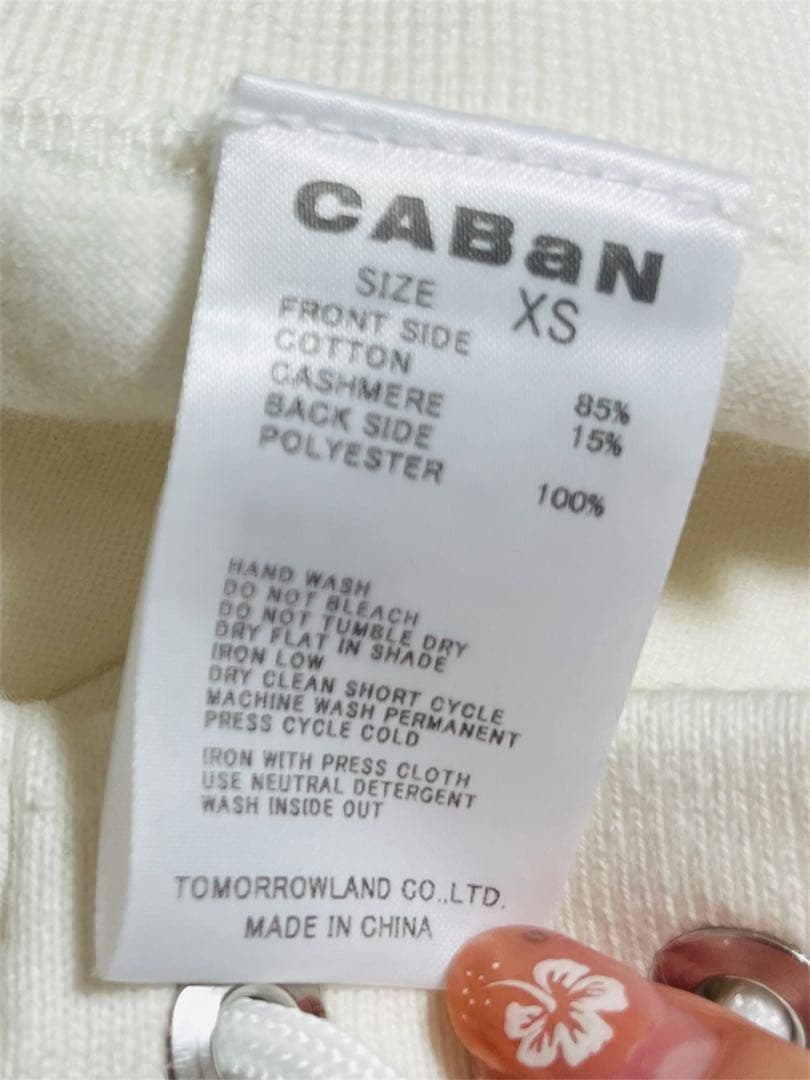 CABaN
SIZE XS
FRONT SIDE
COTTON 85%
CASHMERE 15%
BACK SIDE
POLYESTER 100%
HAND WASH
DO NOT BLEACH
DO NOT TUMBLE DRY
DRY FLAT IN SHADE
IRON LOW
DRY CLEAN SHORT CYCLE
MACHINE WASH PERMANENT
PRESS CYCLE COLD
IRON WITH PRESS CLOTH
USE NEUTRAL DETERGENT
WASH INSIDE OUT
TOMORROWLAND CO.,LTD.
MADE IN CHINA